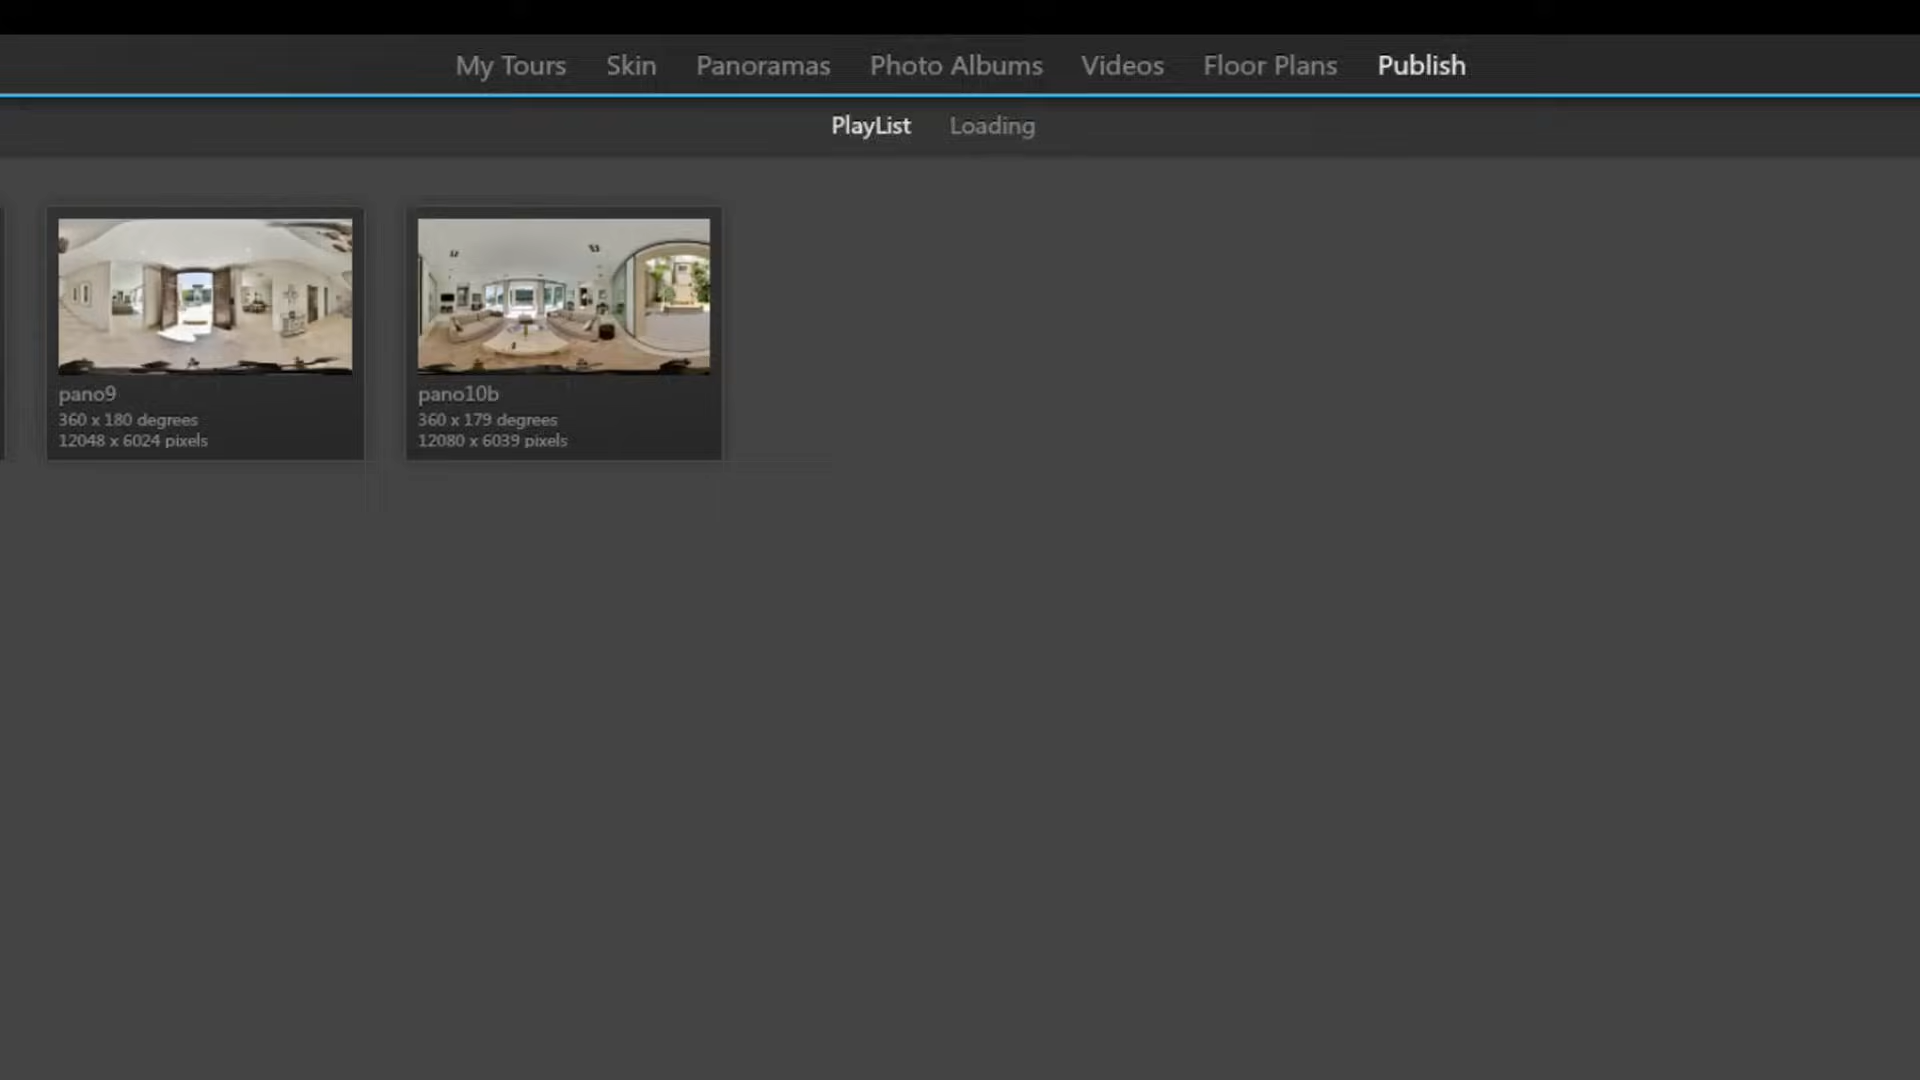 My Tours Skin Panoramas Photo Albums Videos Floor Plans Publish
PlayList Loading
pano9
360 x 180 degrees
12048 x 6024 pixels
pano10b
360 x 179 degrees
12080 x 6039 pixels